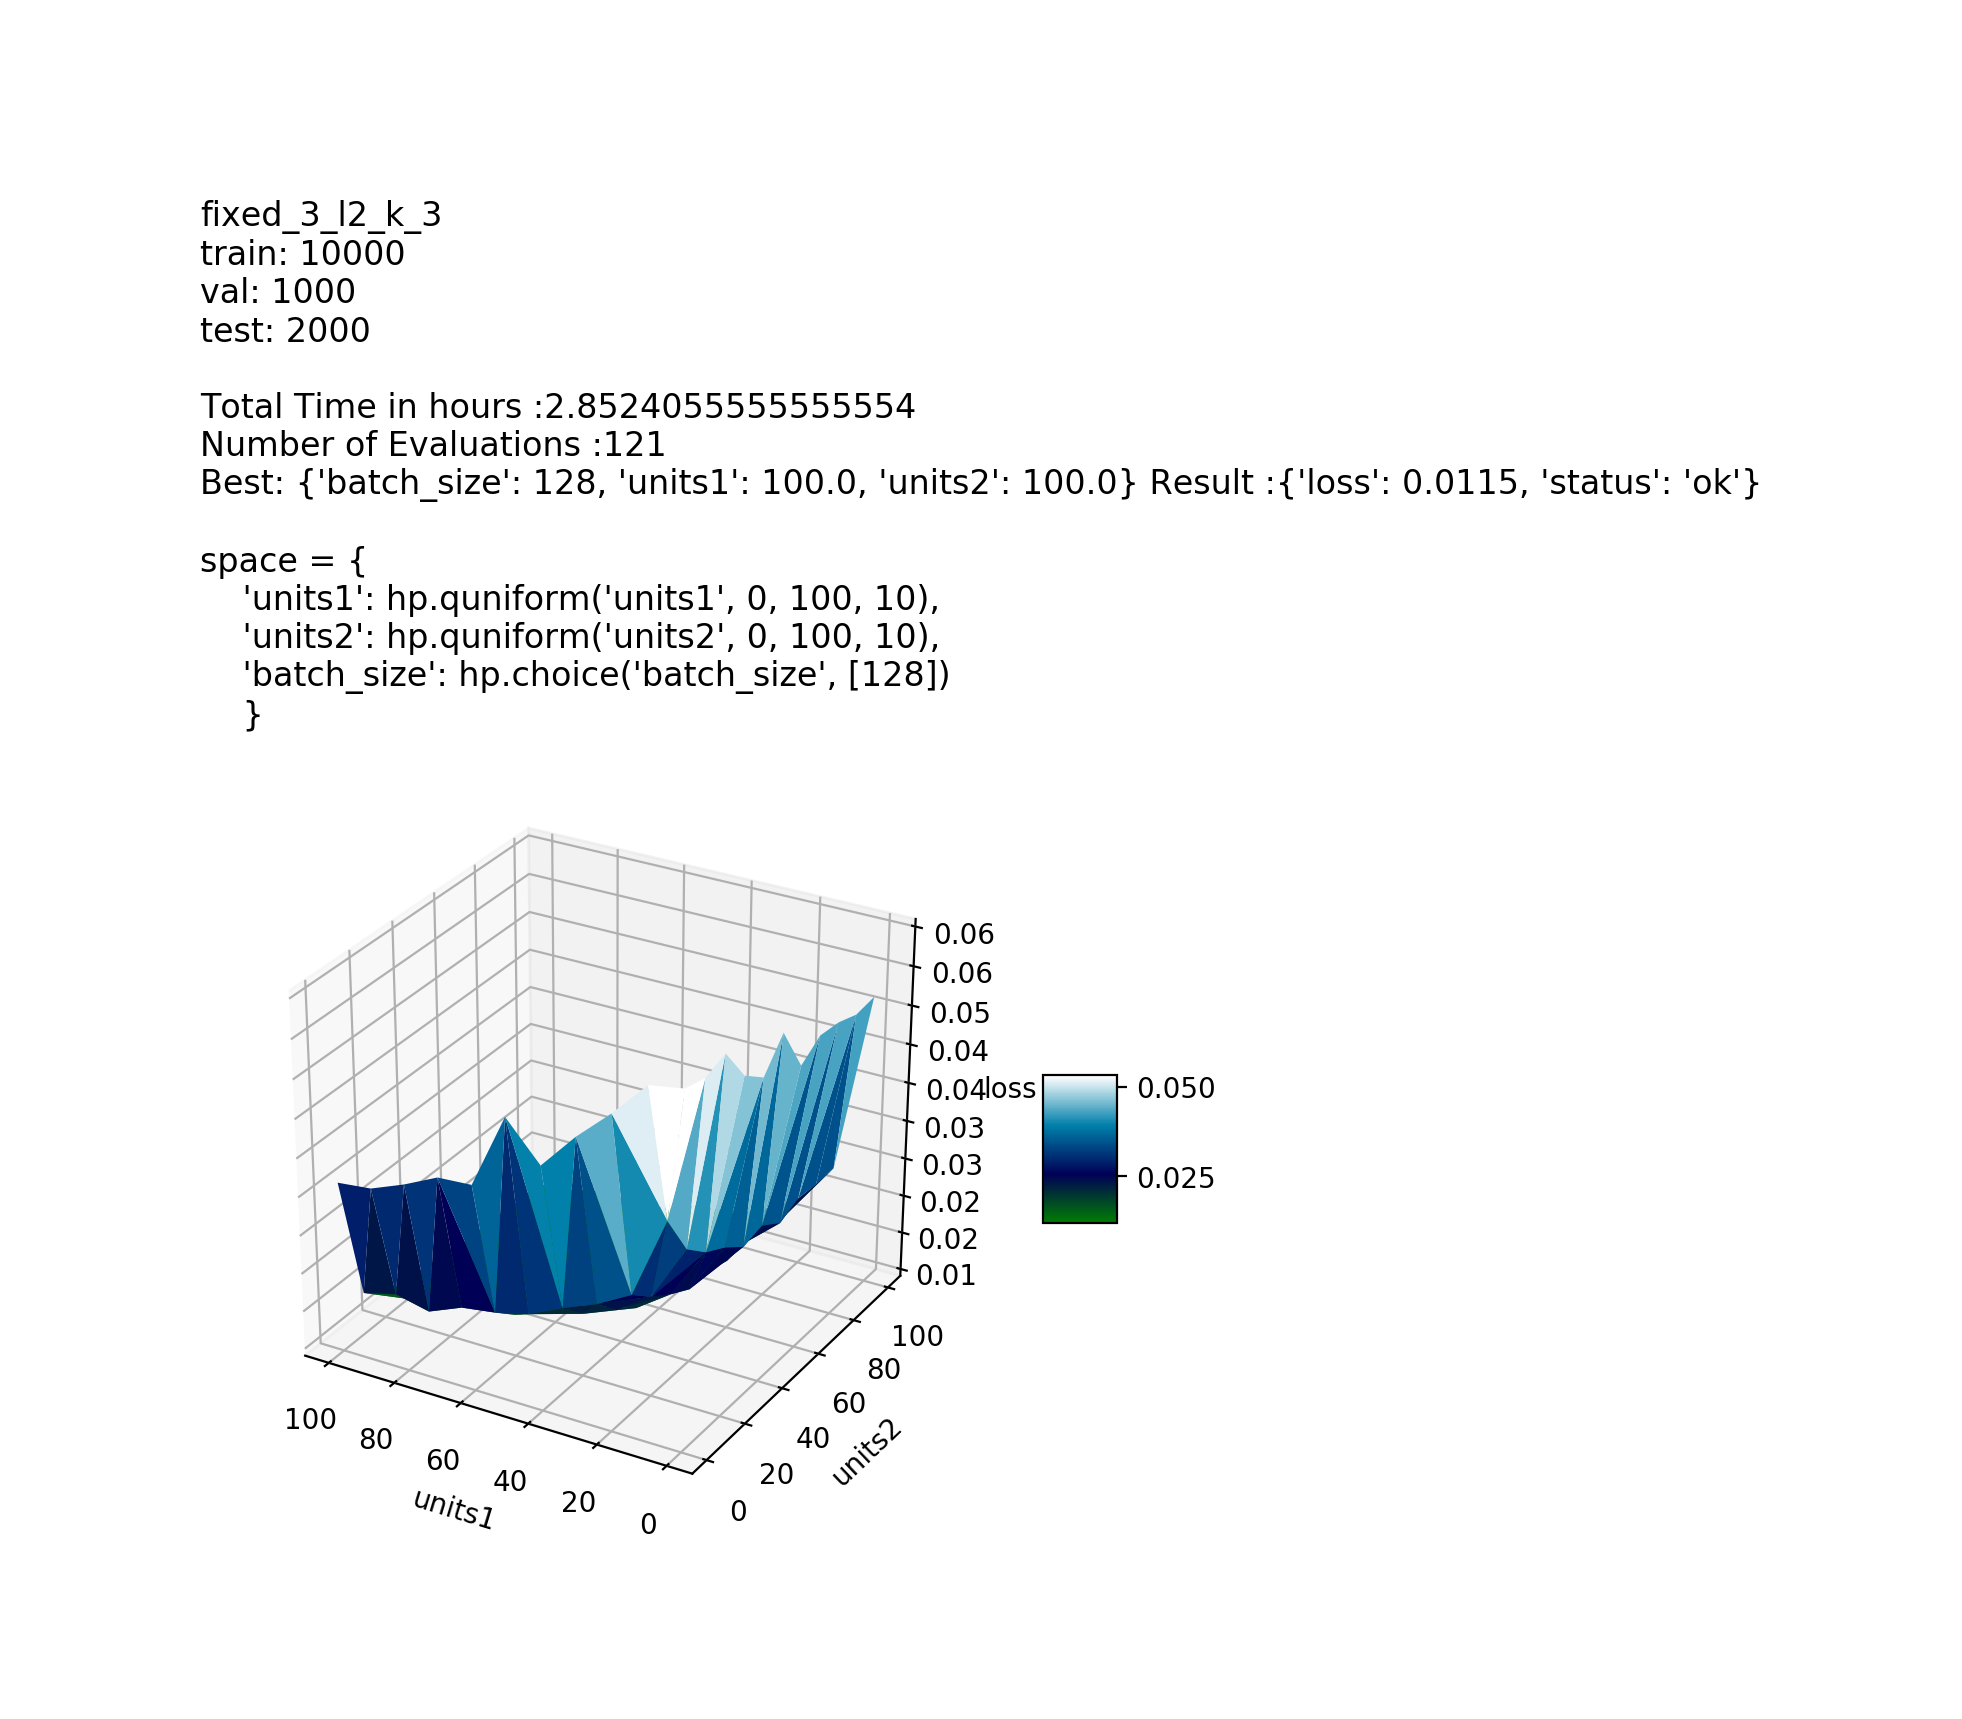 fixed_3_l2_k_3
train: 10000
val: 1000
test: 2000
Total Time in hours :2.8524055555555554
Number of Evaluations :121
Best: {'batch_size': 128, 'units1': 100.0, 'units2': 100.0} Result :{'loss': 0.0115, 'status': 'ok'}
space = {
'units1': hp.quniform('units1', 0, 100, 10),
'units2': hp.quniform('units2', 0, 100, 10),
'batch_size': hp.choice('batch_size', [128])
}
0.06
0.06
0.05
0.04
0.04
0.03
0.03
0.02
0.02
0.01
loss
0.050
0.025
100
80
60
40
20
0
units1
100
80
60
40
20
0
units2